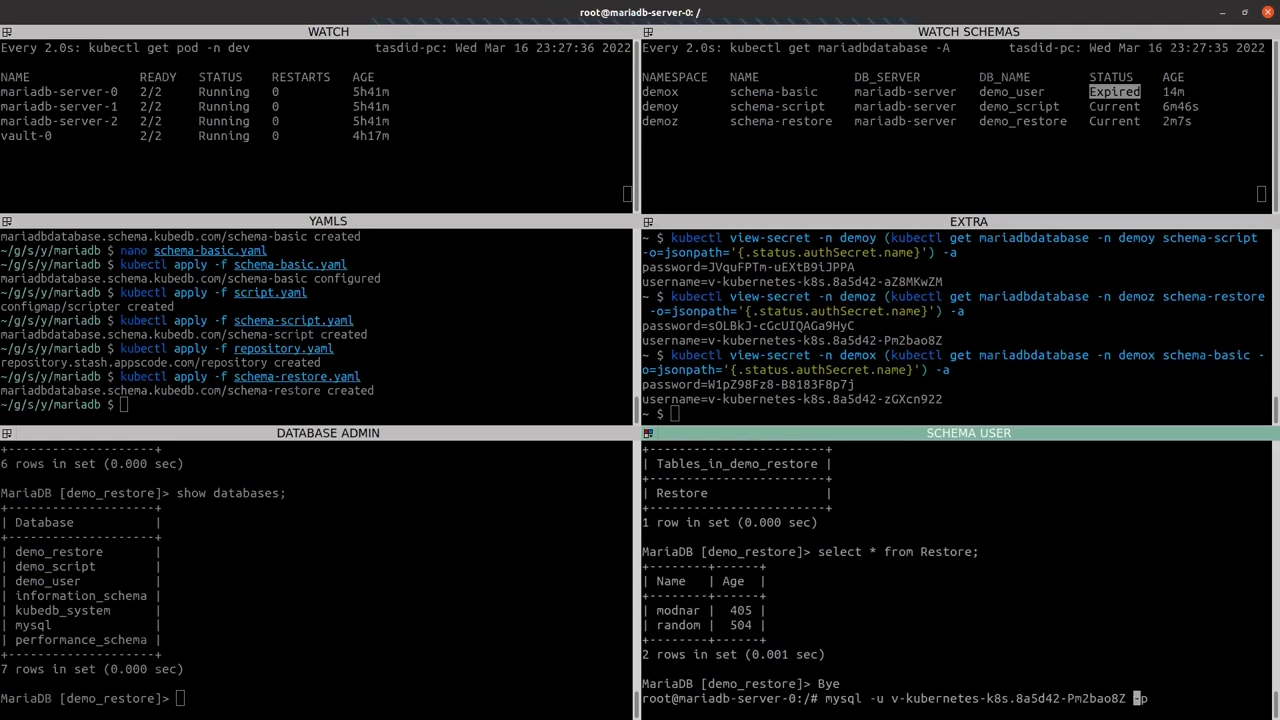 root@mariadb-server-0: /
WATCH
Every 2.0s: kubectl get pod -n dev tasdid-pc: Wed Mar 16 23:27:36 2022
NAME READY STATUS RESTARTS AGE
mariadb-server-0 2/2 Running 0 5h41m
mariadb-server-1 2/2 Running 0 5h41m
mariadb-server-2 2/2 Running 0 5h41m
vault-0 2/2 Running 0 4h17m
WATCH SCHEMAS
Every 2.0s: kubectl get mariadbdatabase -A tasdid-pc: Wed Mar 16 23:27:35 2022
NAMESPACE NAME DB_SERVER DB_NAME STATUS AGE
demox schema-basic mariadb-server demo_user Expired 14m
demoy schema-script mariadb-server demo_script Current 6m46s
demoz schema-restore mariadb-server demo_restore Current 2m7s
YAMLS
mariadbdatabase.schema.kubedb.com/schema-basic created
~/g/s/y/mariadb $ nano schema-basic.yaml
~/g/s/y/mariadb $ kubectl apply -f schema-basic.yaml
mariadbdatabase.schema.kubedb.com/schema-basic configured
~/g/s/y/mariadb $ kubectl apply -f script.yaml
configmap/scripter created
~/g/s/y/mariadb $ kubectl apply -f schema-script.yaml
mariadbdatabase.schema.kubedb.com/schema-script created
~/g/s/y/mariadb $ kubectl apply -f repository.yaml
repository.stash.appscode.com/repository created
~/g/s/y/mariadb $ kubectl apply -f schema-restore.yaml
mariadbdatabase.schema.kubedb.com/schema-restore created
~/g/s/y/mariadb $
EXTRA
~ $ kubectl view-secret -n demoy (kubectl get mariadbdatabase -n demoy schema-script
-o=jsonpath='{.status.authSecret.name}') -a
password=JVquFPTm-uEXtB9iJPPA
username=v-kubernetes-k8s.8a5d42-aZ8MKwZM
~ $ kubectl view-secret -n demoz (kubectl get mariadbdatabase -n demoz schema-restore
-o=jsonpath='{.status.authSecret.name}') -a
password=sOLBkJ-cGcUIQAGa9HyC
username=v-kubernetes-k8s.8a5d42-Pm2bao8Z
~ $ kubectl view-secret -n demox (kubectl get mariadbdatabase -n demox schema-basic -
o=jsonpath='{.status.authSecret.name}') -a
password=W1pZ98Fz8-B8183F8p7j
username=v-kubernetes-k8s.8a5d42-zGXcn922
~ $
DATABASE ADMIN
+--------------------+
6 rows in set (0.000 sec)
MariaDB [demo_restore]> show databases;
+--------------------+
| Database |
+--------------------+
| demo_restore |
| demo_script |
| demo_user |
| information_schema |
| kubedb_system |
| mysql |
| performance_schema |
+--------------------+
7 rows in set (0.000 sec)
MariaDB [demo_restore]>
SCHEMA USER
+------------------------+
| Tables_in_demo_restore |
+------------------------+
| Restore |
+------------------------+
1 row in set (0.000 sec)
MariaDB [demo_restore]> select * from Restore;
+--------+------+
| Name | Age |
+--------+------+
| modnar | 405 |
| random | 504 |
+--------+------+
2 rows in set (0.001 sec)
MariaDB [demo_restore]> Bye
root@mariadb-server-0:/# mysql -u v-kubernetes-k8s.8a5d42-Pm2bao8Z -p